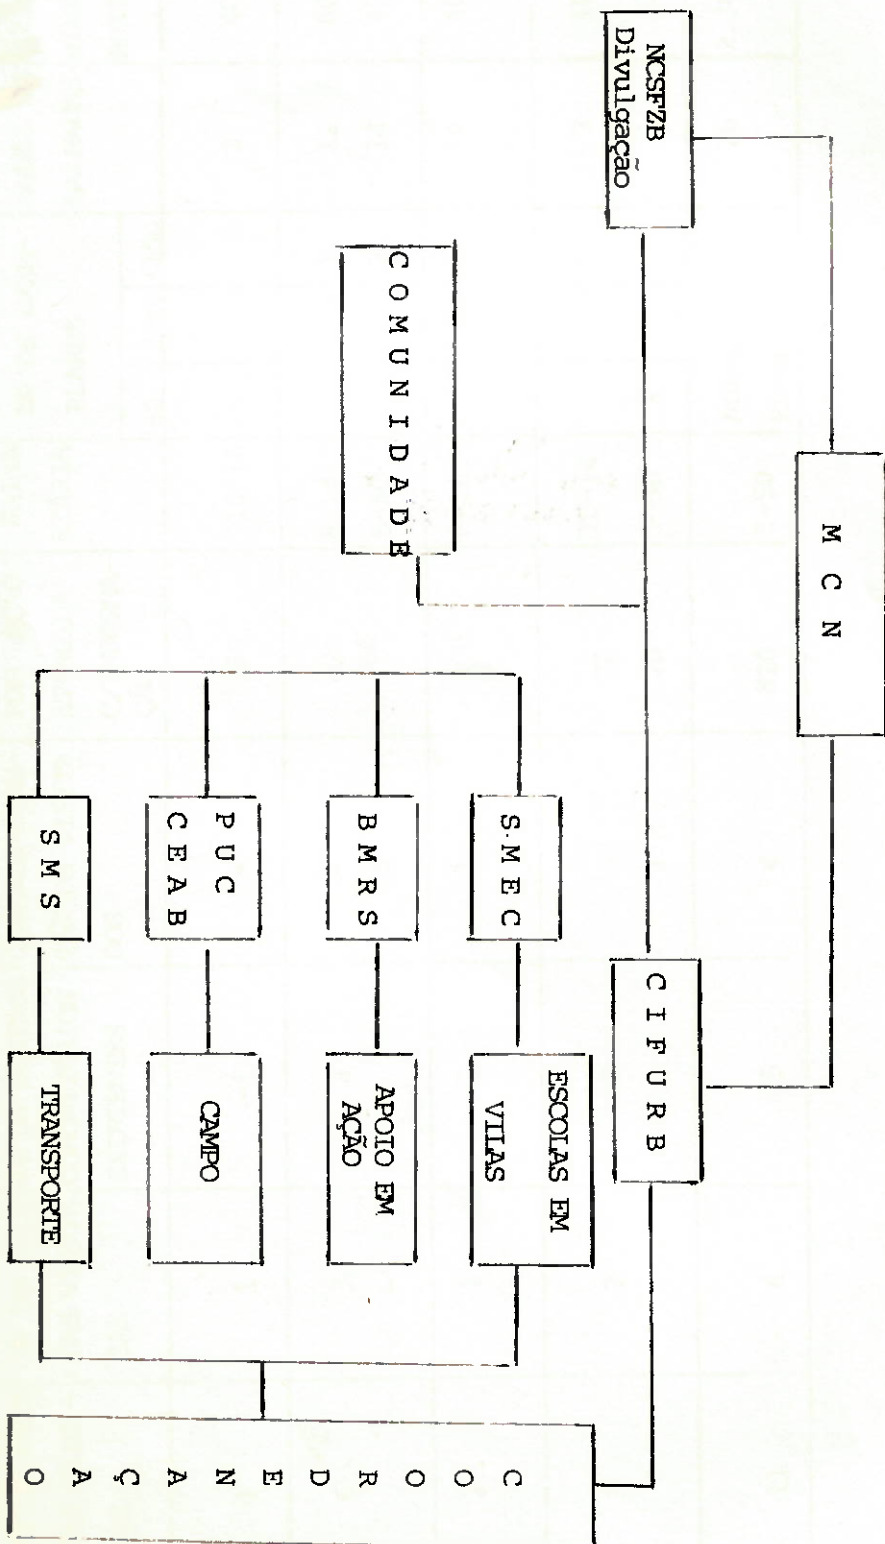 M C N
NCSFZB
Divulgação
C I F U R B
C O M U N I D A D E
S M E C
ESCOLAS EM
VILAS
B M R S
APOIO EM
AÇÃO
P U C
C E A B
CAMPO
S M S
TRANSPORTE
C O O R D E N A Ç A O